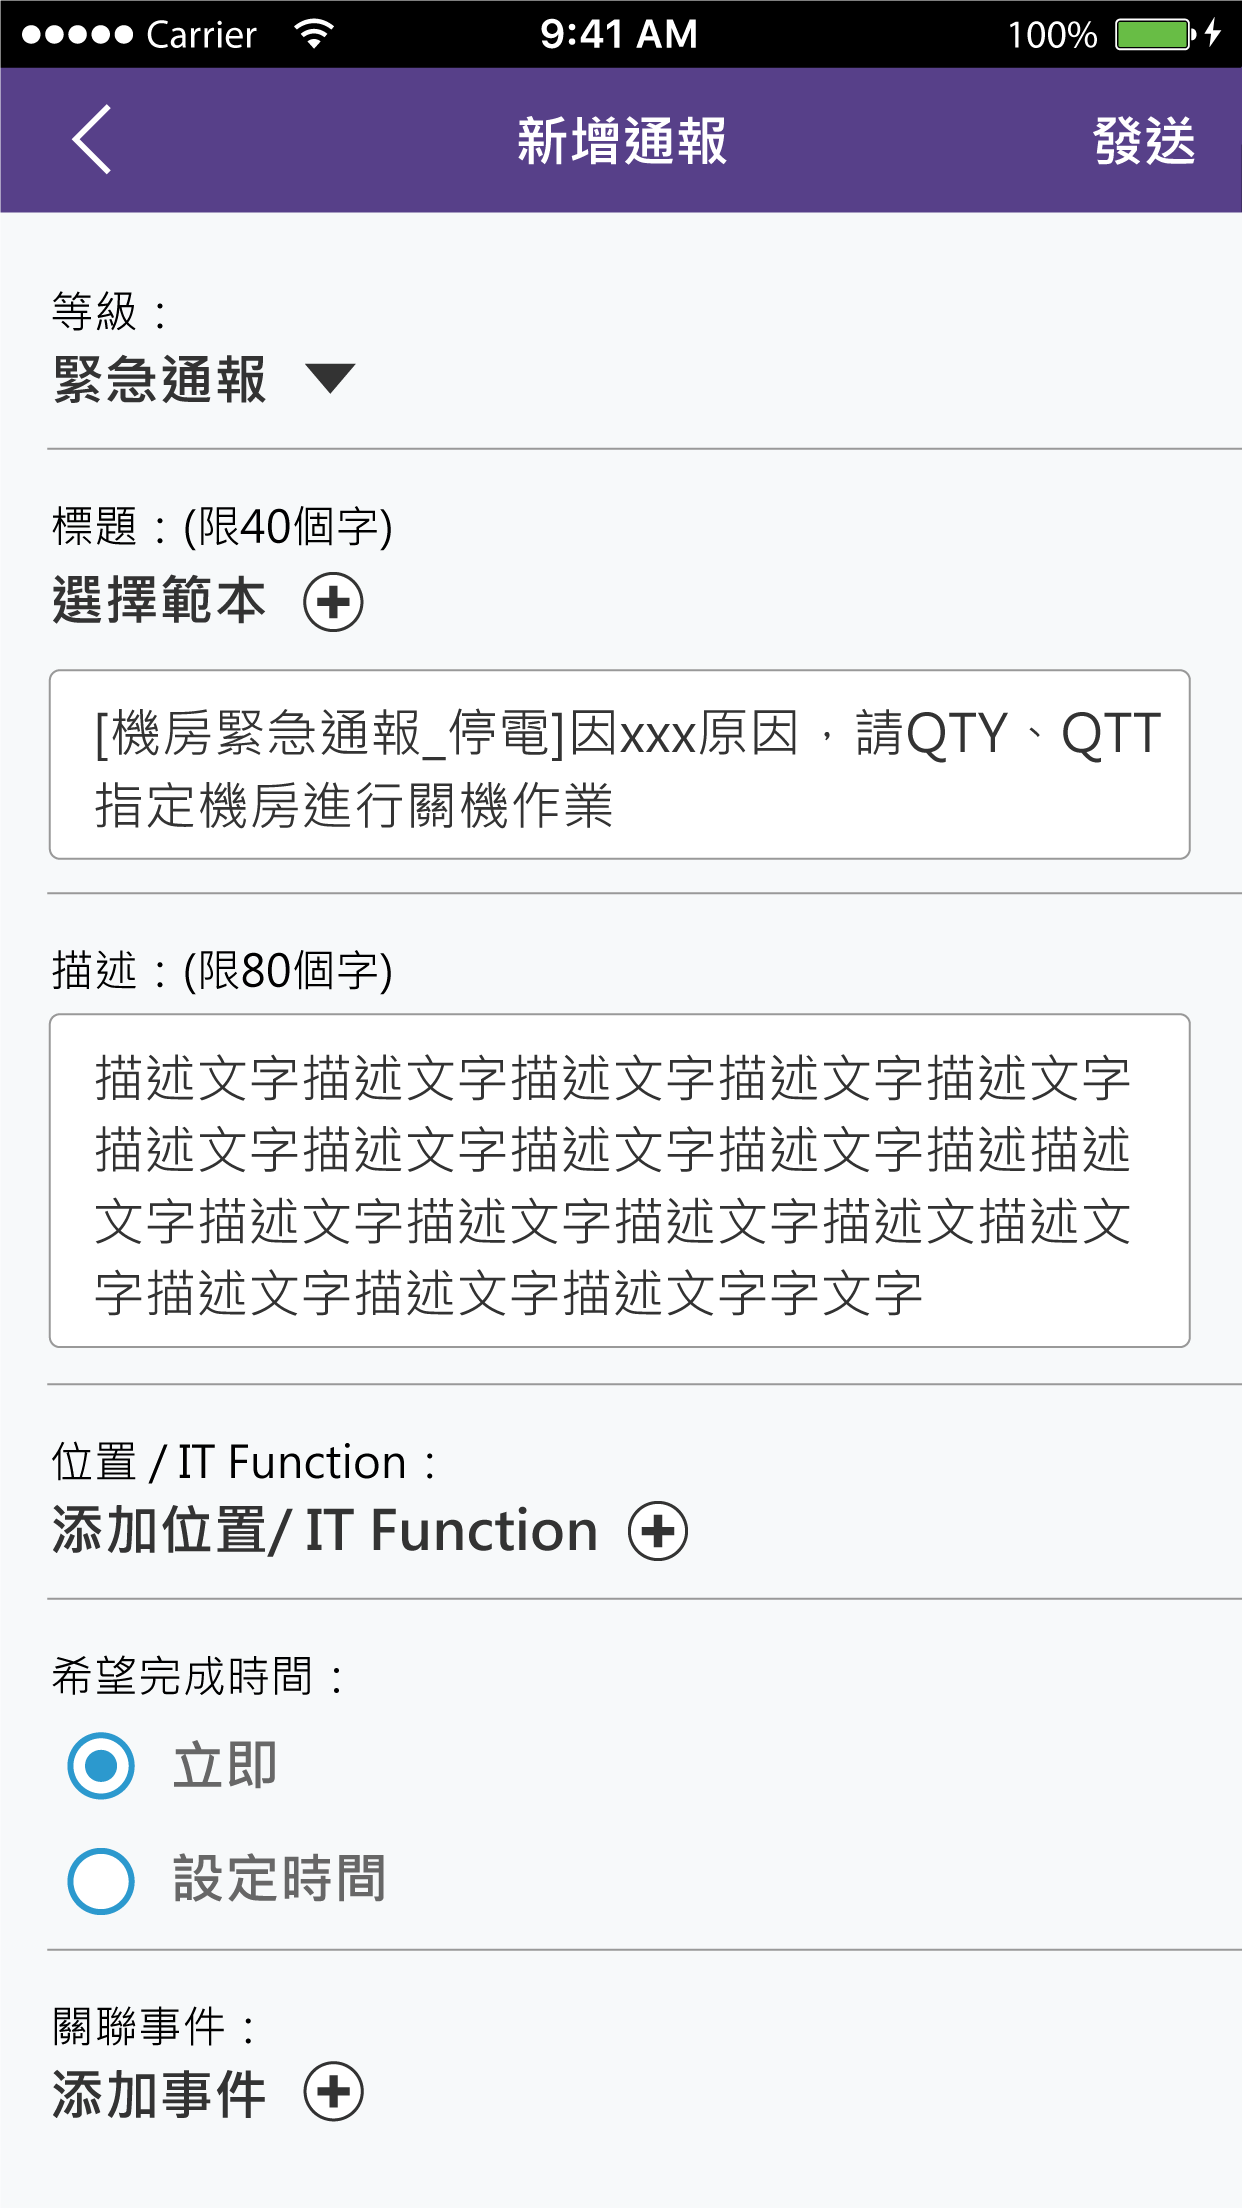 Carrier 9:41 AM 100%
新增通報 發送
等級：
緊急通報
標題：(限40個字)
選擇範本
[機房緊急通報_停電]因xxx原因，請QTY、QTT
指定機房進行關機作業
描述：(限80個字)
描述文字描述文字描述文字描述文字描述文字
描述文字描述文字描述文字描述文字描述描述
文字描述文字描述文字描述文字描述文描述文
字描述文字描述文字描述文字字文字
位置 / IT Function：
添加位置/ IT Function
希望完成時間：
立即
設定時間
關聯事件：
添加事件